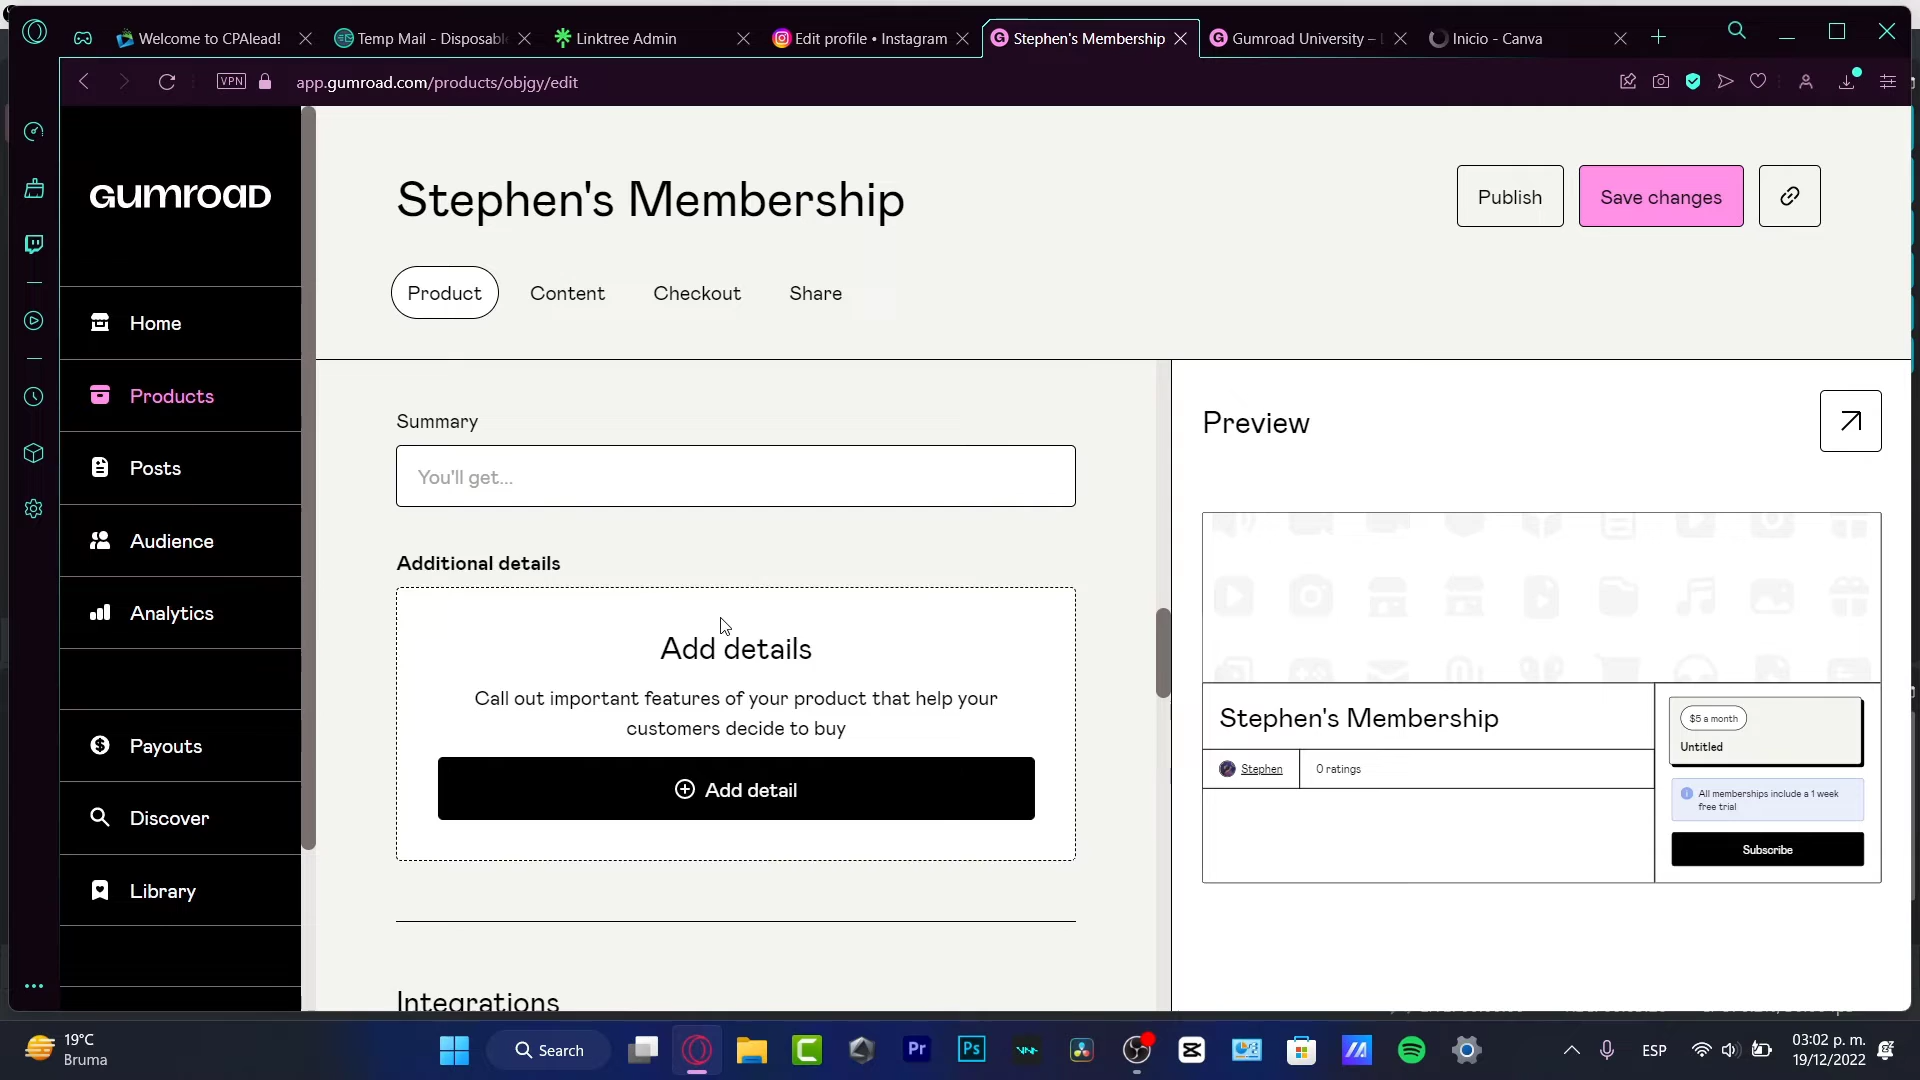 Welcome to CPAlead!
Temp Mail - Disposabl
Linktree Admin
Edit profile • Instagram
Stephen's Membership
Gumroad University –
Inicio - Canva
VPN
app.gumroad.com/products/objgy/edit
GUMROAD
Stephen's Membership
Publish
Save changes
Product
Content
Checkout
Share
Home
Products
Posts
Audience
Analytics
Payouts
Discover
Library
Summary
You'll get...
Additional details
Add details
Call out important features of your product that help your
customers decide to buy
Add detail
Integrations
Preview
Stephen's Membership
Stephen
0 ratings
$5 a month
Untitled
All memberships include a 1 week
free trial
Subscribe
19°C
Bruma
Search
Pr
Ps
ESP
03:02 p. m.
19/12/2022